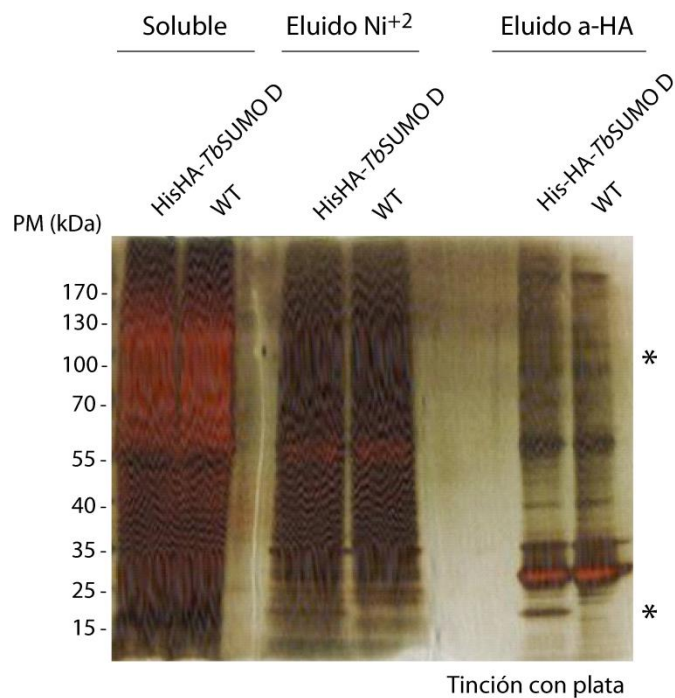 Soluble Eluido Ni+2 Eluido a-HA
HisHA-TbSUMO D WT HisHA-TbSUMO D WT His-HA-TbSUMO D WT
PM (kDa)
170 -
130 -
100 - *
70 -
55 -
40 -
35 -
25 -
15 - *
Tinción con plata